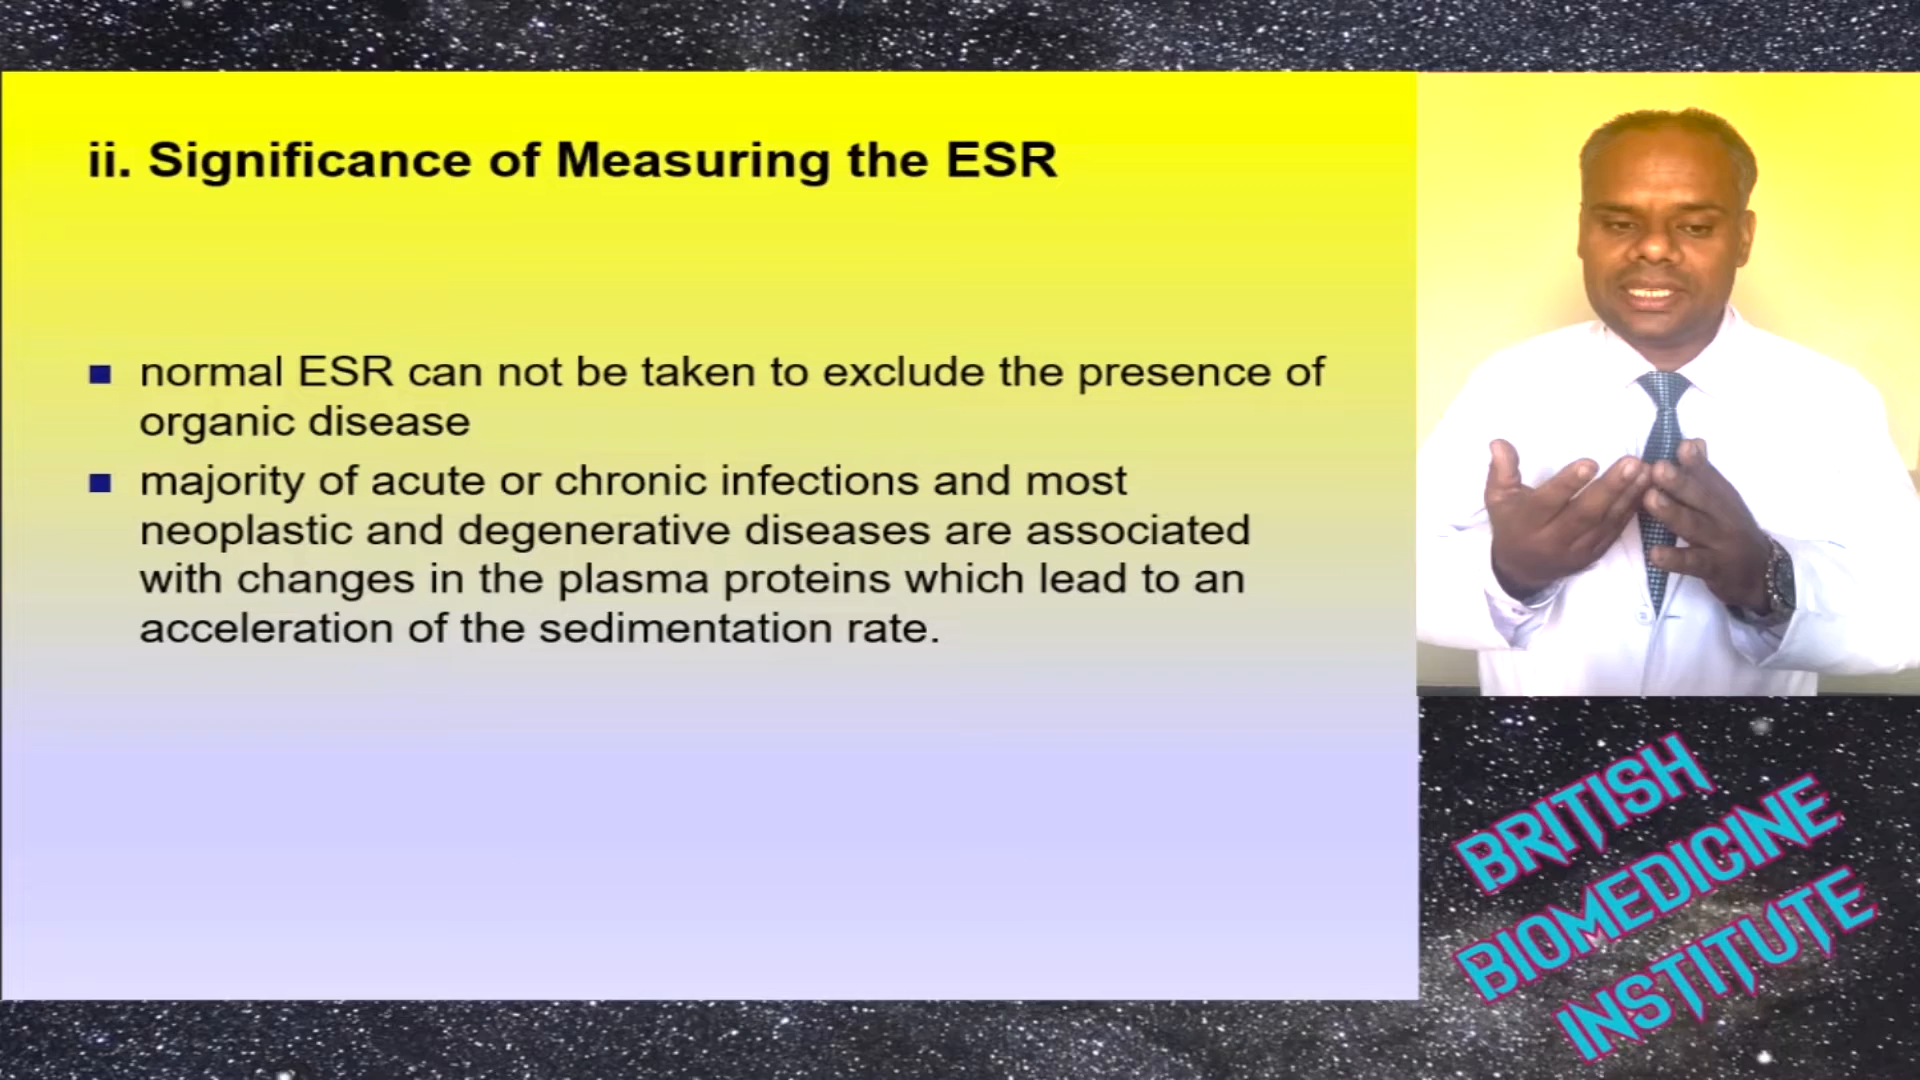 ii. Significance of Measuring the ESR
■ normal ESR can not be taken to exclude the presence of
organic disease
■ majority of acute or chronic infections and most
neoplastic and degenerative diseases are associated
with changes in the plasma proteins which lead to an
acceleration of the sedimentation rate.
BRITISH
BIOMEDICINE
INSTITUTE